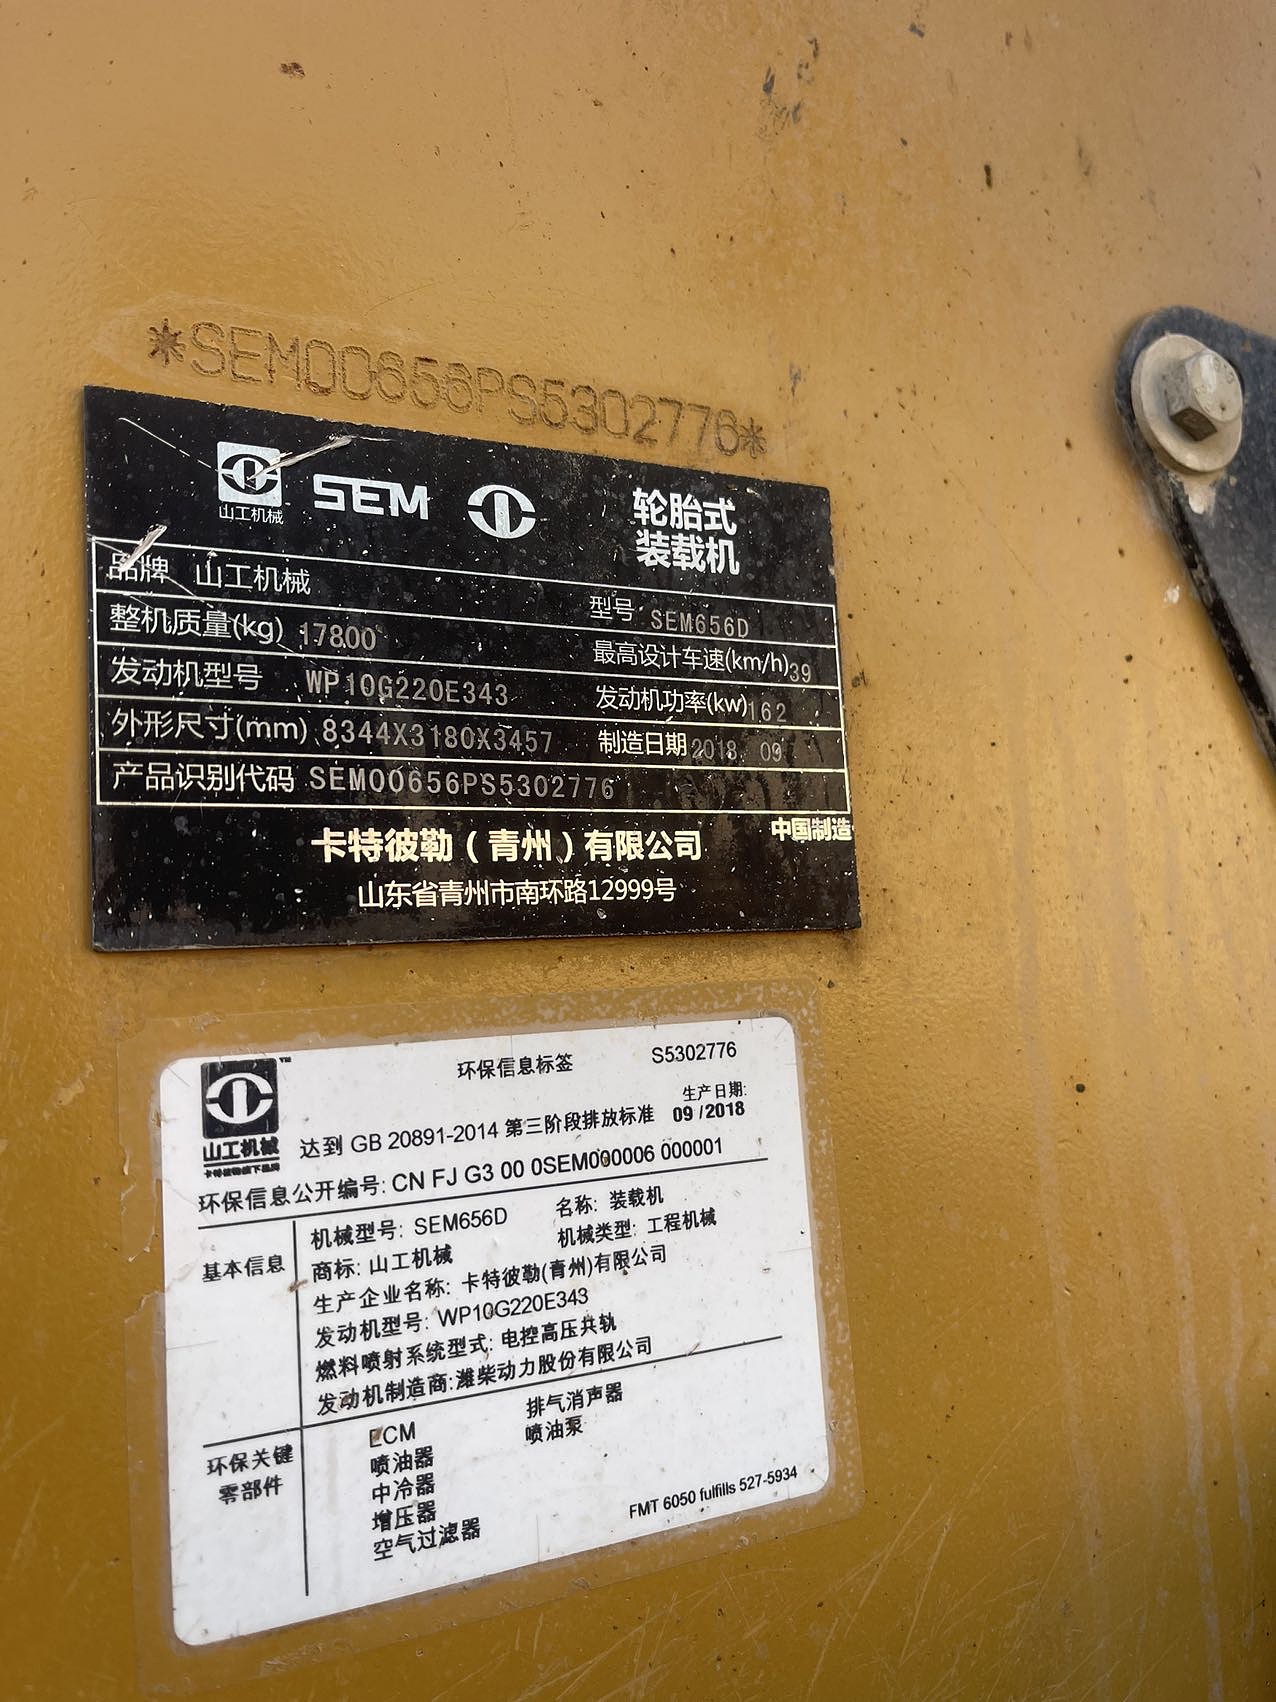 *SEM00656PS5302776*
山工机械 SEM
轮胎式
装载机
品牌 山工机械 型号 SEM656D
整机质量(kg) 17800 最高设计车速(km/h) 39
发动机型号 WP10G220E343 发动机功率(kw) 162
外形尺寸(mm) 8344X3180X3457 制造日期 2018.09
产品识别代码 SEM00656PS5302776
卡特彼勒（青州）有限公司 中国制造
山东省青州市南环路12999号
山工机械 TM
卡特彼勒旗下品牌
环保信息标签 S5302776
生产日期:
达到 GB 20891-2014 第三阶段排放标准 09/2018
环保信息公开编号: CN FJ G3 00 0SEM000006 000001
基本信息
机械型号: SEM656D 名称: 装载机
商标: 山工机械 机械类型: 工程机械
生产企业名称: 卡特彼勒(青州)有限公司
发动机型号: WP10G220E343
燃料喷射系统型式: 电控高压共轨
发动机制造商:潍柴动力股份有限公司
环保关键
零部件
ECM 排气消声器
喷油器 喷油泵
中冷器
增压器
空气过滤器
FMT 6050 fulfills 527-5934